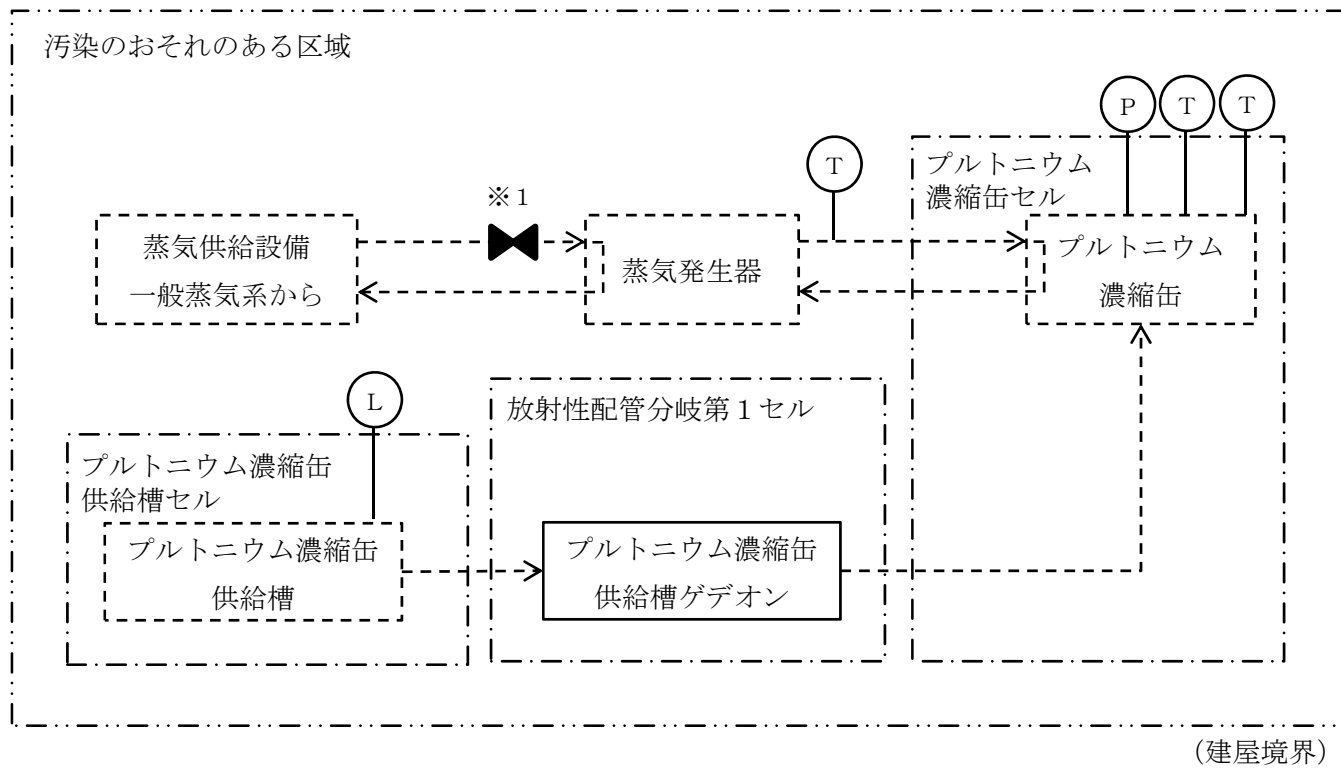 汚染のおそれのある区域
P
T
T
T
プルトニウム
濃縮缶セル
※1
蒸気供給設備
一般蒸気系から
蒸気発生器
プルトニウム
濃縮缶
L
放射性配管分岐第1セル
プルトニウム濃縮缶
供給槽セル
プルトニウム濃縮缶
供給槽
プルトニウム濃縮缶
供給槽ゲデオン
(建屋境界)